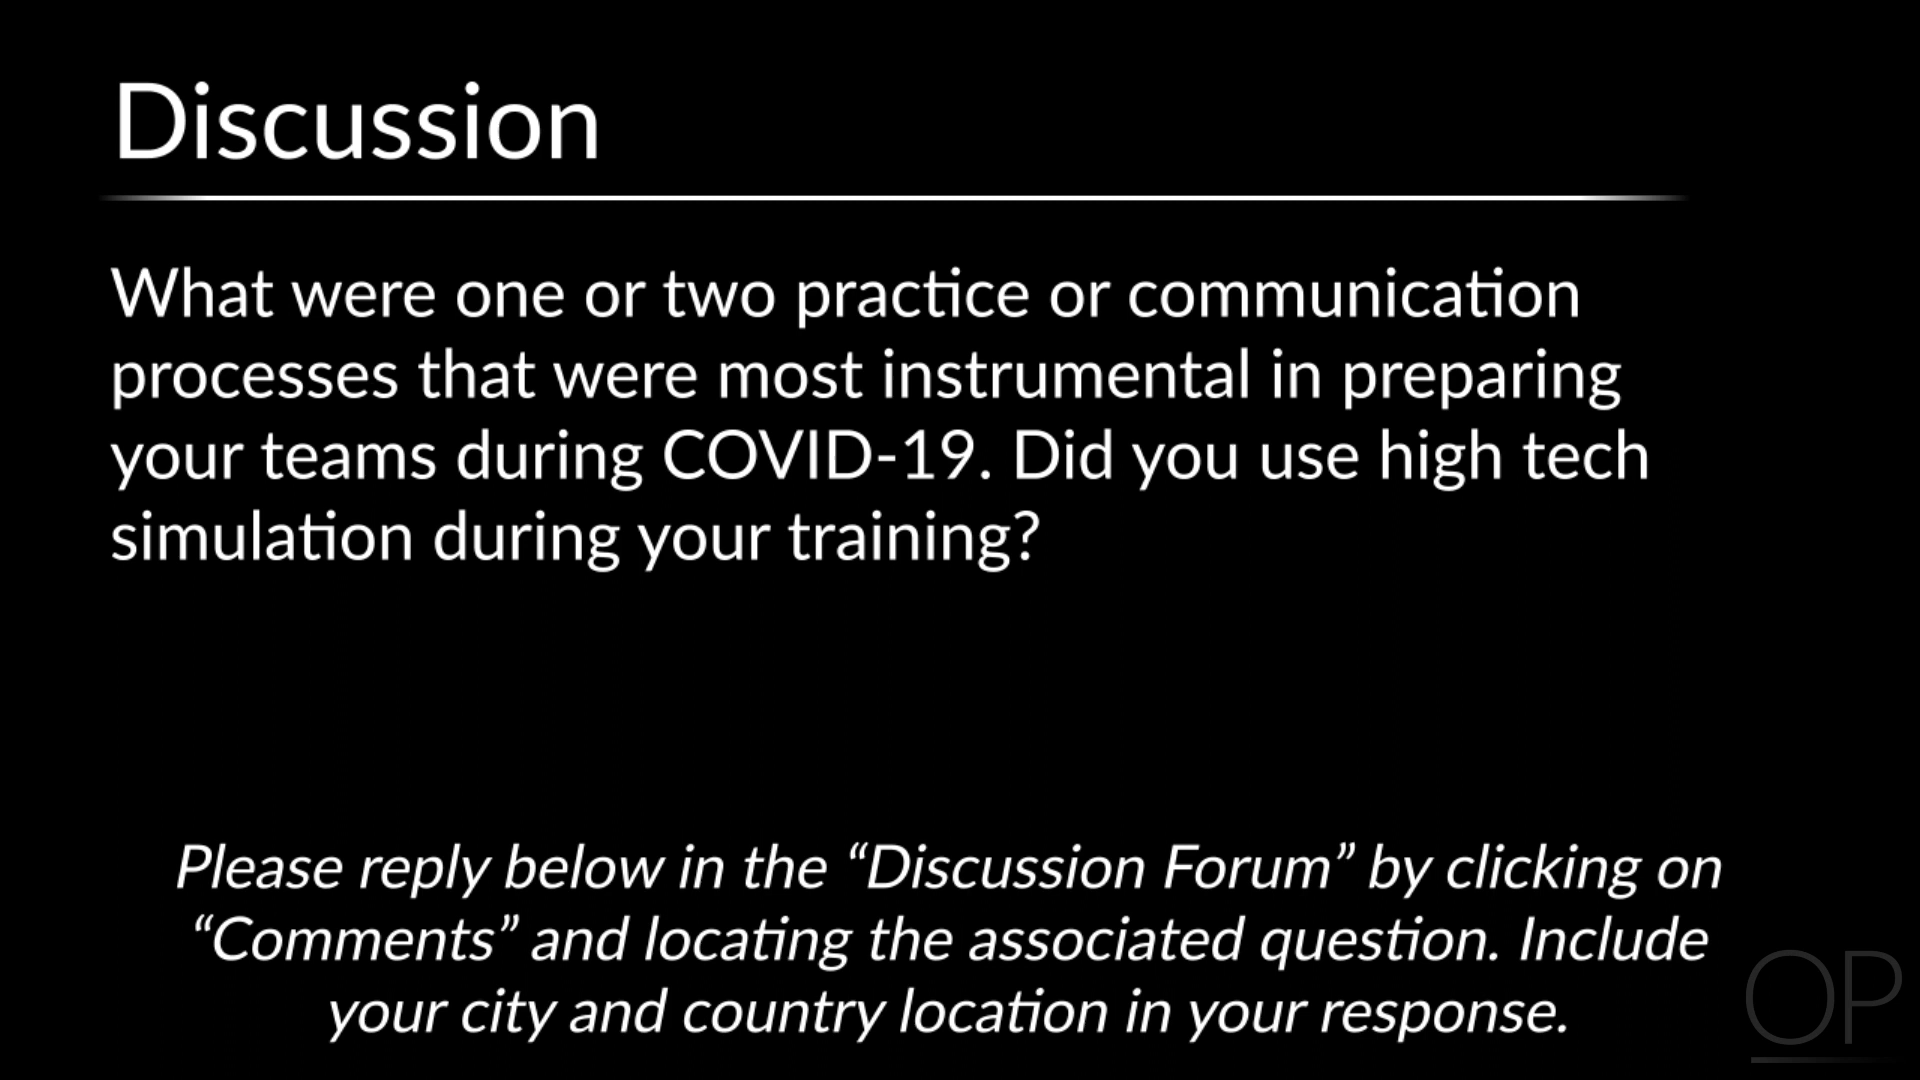 Discussion
What were one or two practice or communication
processes that were most instrumental in preparing
your teams during COVID-19. Did you use high tech
simulation during your training?
Please reply below in the “Discussion Forum” by clicking on
“Comments” and locating the associated question. Include
your city and country location in your response.
OP